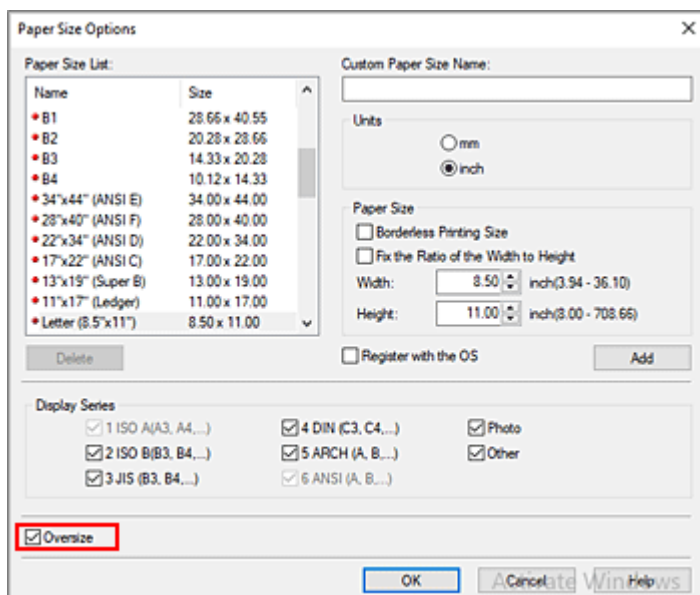 Paper Size Options
Paper Size List:
Name Size
B1 28.66 x 40.55
B2 20.28 x 28.66
B3 14.33 x 20.28
B4 10.12 x 14.33
34"x44" (ANSI E) 34.00 x 44.00
28"x40" (ANSI F) 28.00 x 40.00
22"x34" (ANSI D) 22.00 x 34.00
17"x22" (ANSI C) 17.00 x 22.00
13"x19" (Super B) 13.00 x 19.00
11"x17" (Ledger) 11.00 x 17.00
Letter (8.5"x11") 8.50 x 11.00
Delete
Custom Paper Size Name:
Units
mm
inch
Paper Size
Borderless Printing Size
Fix the Ratio of the Width to Height
Width: 8.50 inch(3.94 - 36.10)
Height: 11.00 inch(8.00 - 708.66)
Register with the OS Add
Display Series
1 ISO A(A3, A4,...) 4 DIN (C3, C4,...) Photo
2 ISO B(B3, B4,...) 5 ARCH (A, B,...) Other
3 JIS (B3, B4,...) 6 ANSI (A, B,...)
Oversize
OK Cancel Help
Activate Windows